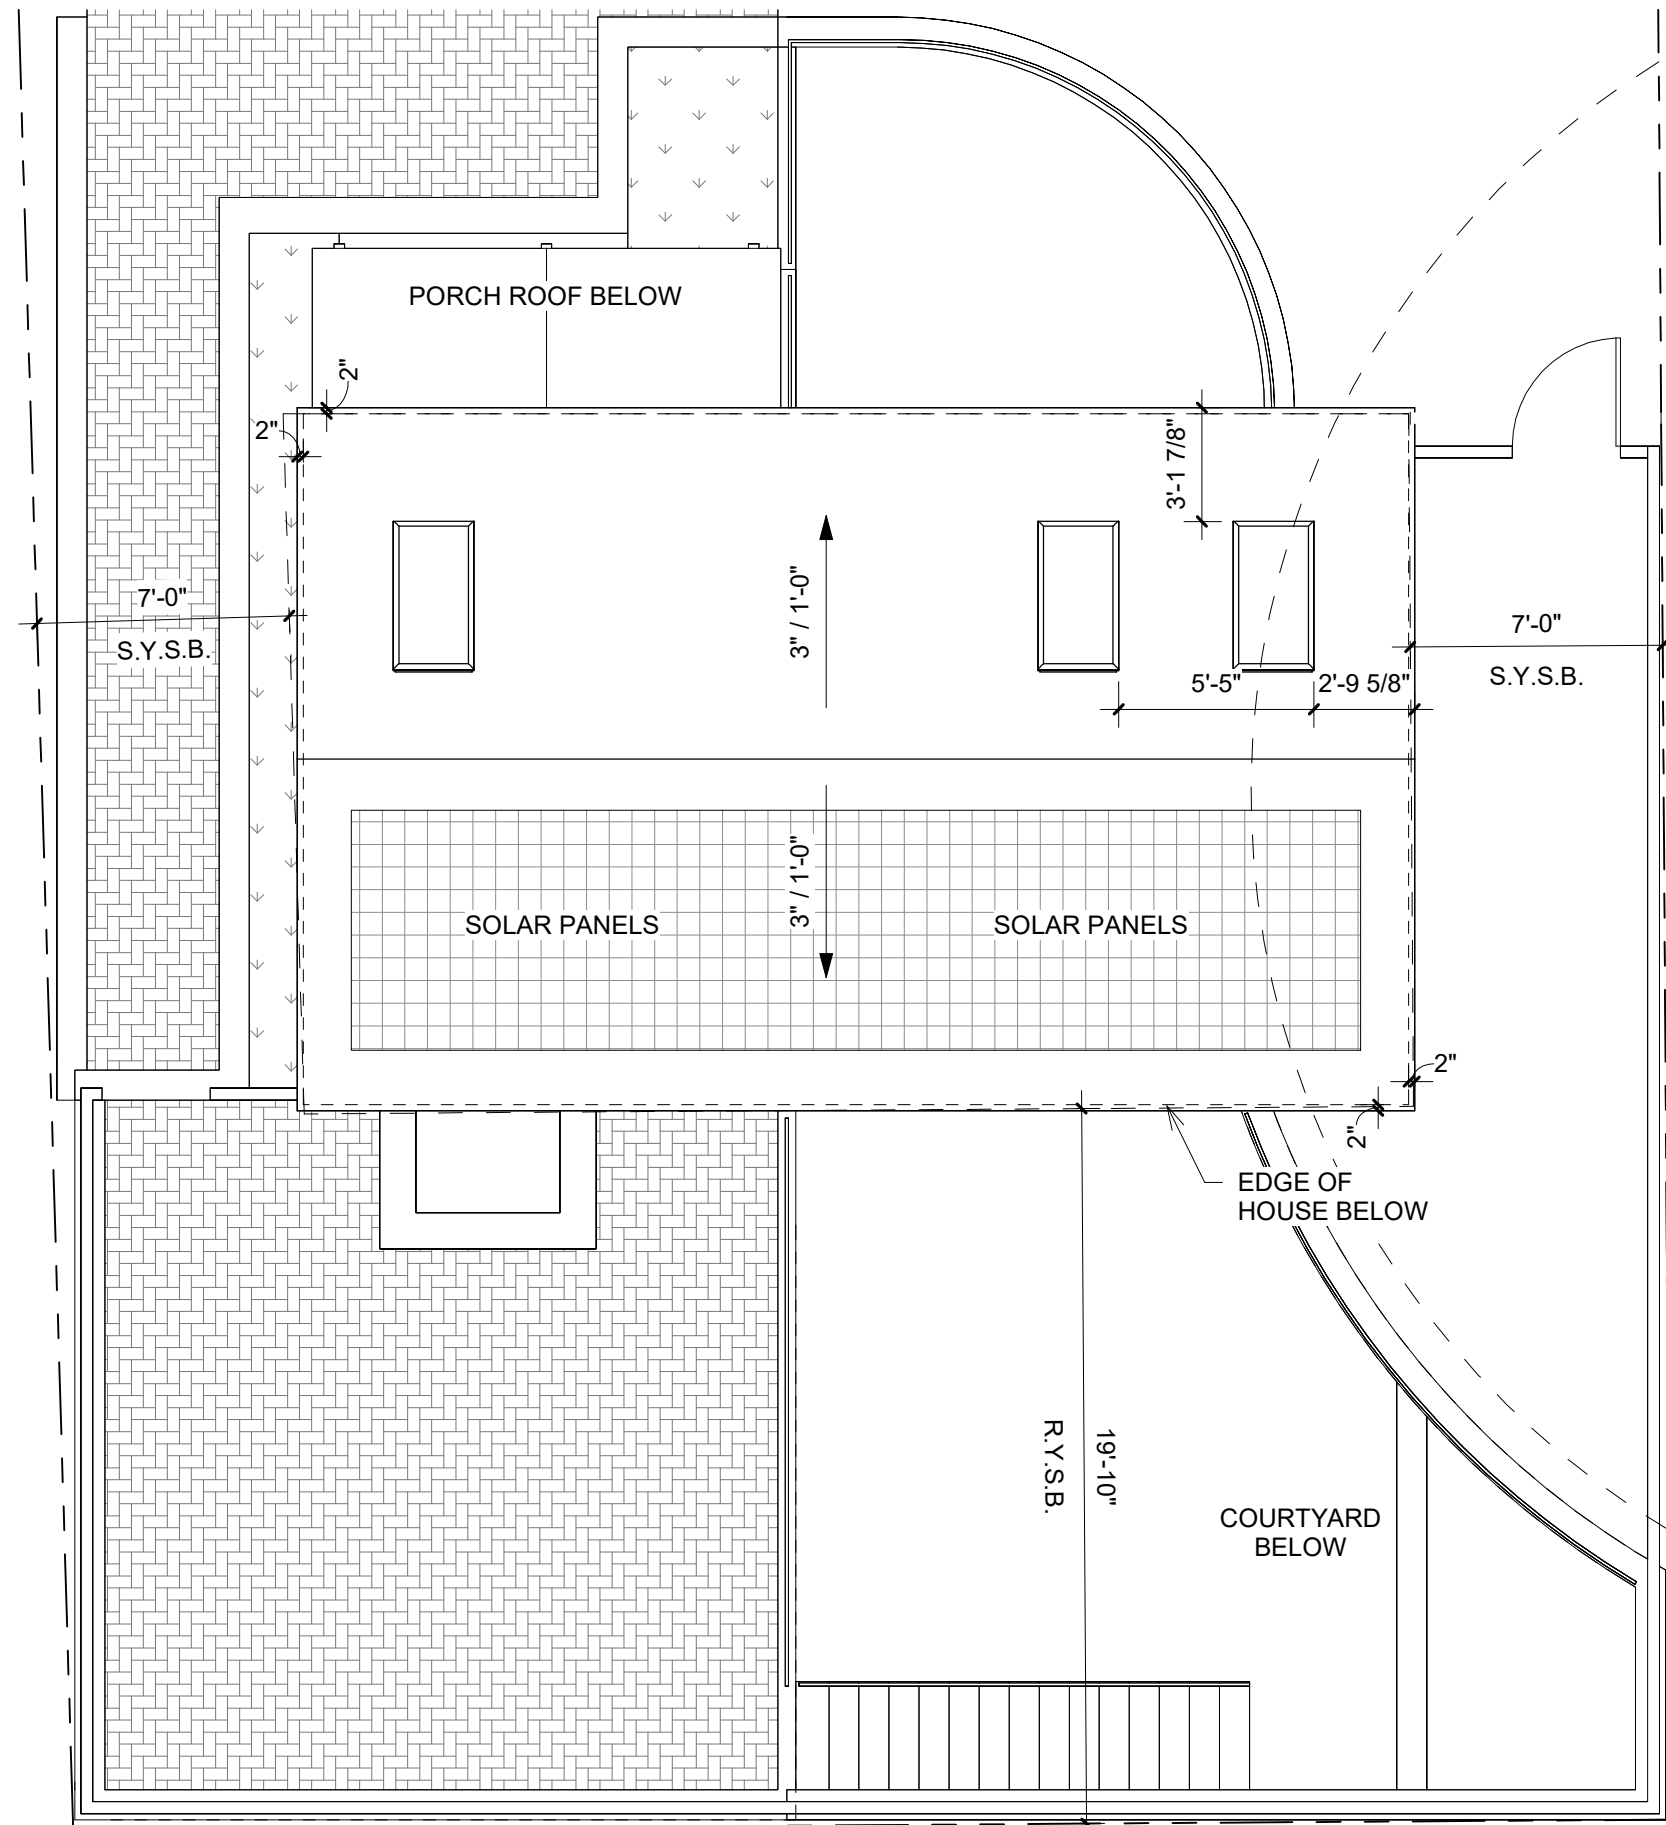 PORCH ROOF BELOW
2"
2"
3'-1 7/8"
7'-0"
S.Y.S.B.
3" / 1'-0"
7'-0"
S.Y.S.B.
5'-5"
2'-9 5/8"
3" / 1'-0"
SOLAR PANELS
SOLAR PANELS
2"
2"
EDGE OF
HOUSE BELOW
19'-10"
R.Y.S.B.
COURTYARD
BELOW